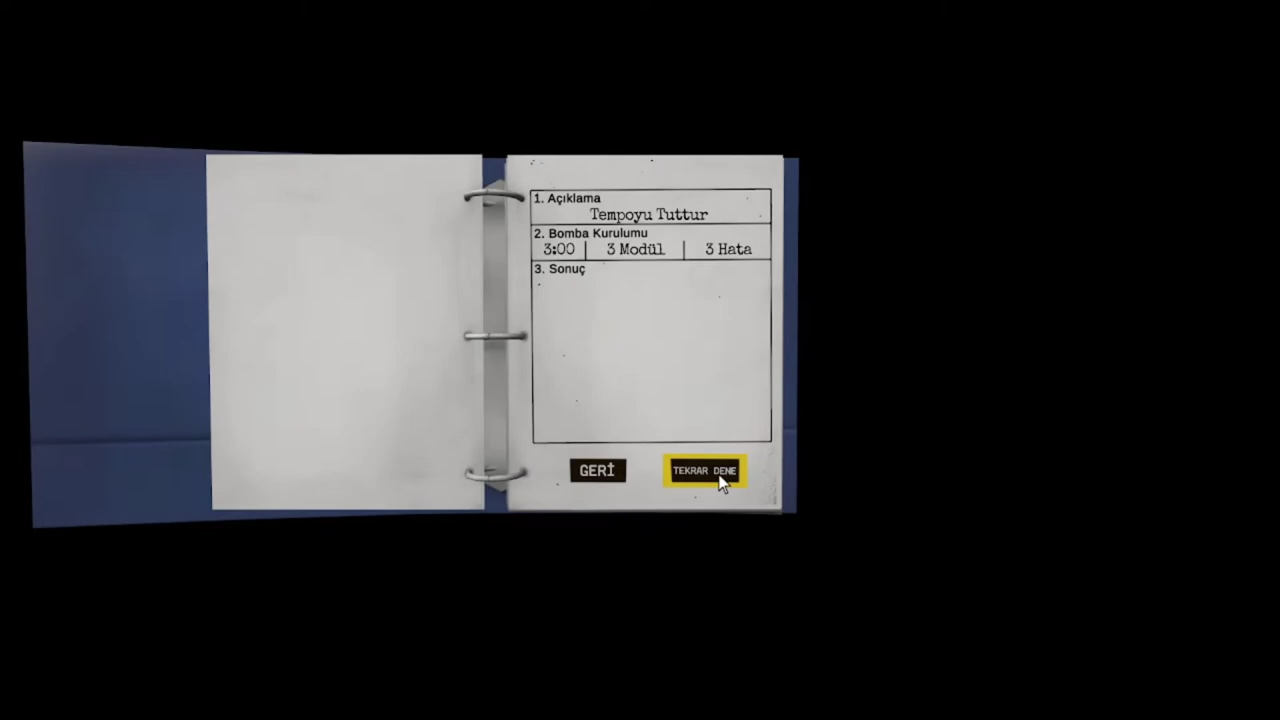 1. Açıklama
Tempoyu Tuttur
2. Bomba Kurulumu
3:00 | 3 Modül | 3 Hata
3. Sonuç
GERİ TEKRAR DENE